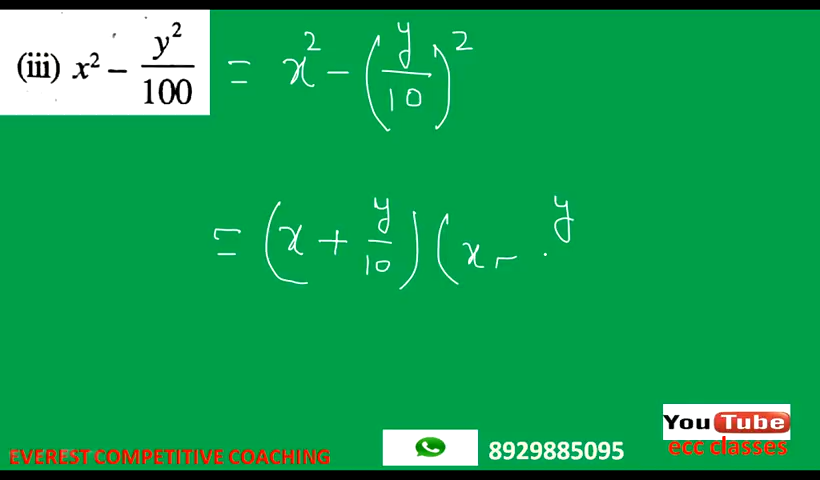 (iii) x² − y²/100 = x² − (y/10)²
= (x + y/10) (x − y
YouTube
ecc classes
EVEREST COMPETITIVE COACHING
8929885095